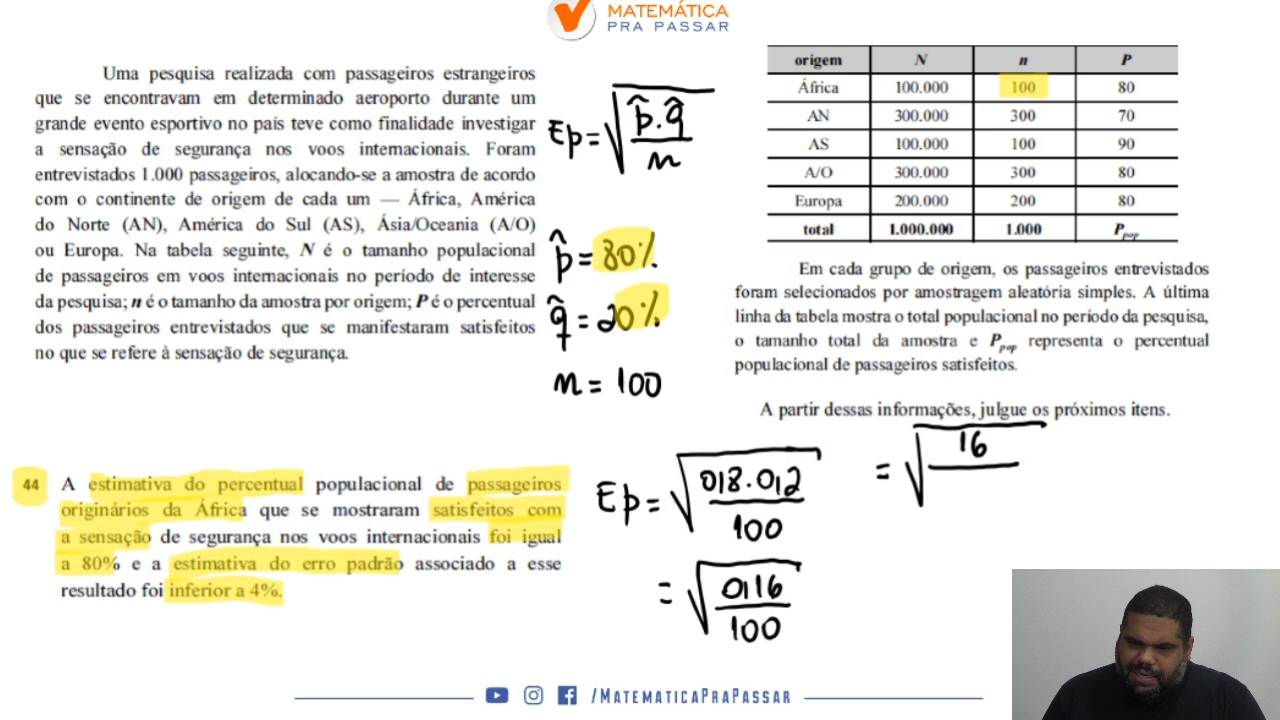 MATEMÁTICA
PRA PASSAR
Uma pesquisa realizada com passageiros estrangeiros
que se encontravam em determinado aeroporto durante um
grande evento esportivo no país teve como finalidade investigar
a sensação de segurança nos voos internacionais. Foram
entrevistados 1.000 passageiros, alocando-se a amostra de acordo
com o continente de origem de cada um — África, América
do Norte (AN), América do Sul (AS), Ásia/Oceania (A/O)
ou Europa. Na tabela seguinte, N é o tamanho populacional
de passageiros em voos internacionais no período de interesse
da pesquisa; n é o tamanho da amostra por origem; P é o percentual
dos passageiros entrevistados que se manifestaram satisfeitos
no que se refere à sensação de segurança.
Ep = √(p̂.q̂/n)
p̂ = 80%
q̂ = 20%
n = 100
origem N n P
África 100.000 100 80
AN 300.000 300 70
AS 100.000 100 90
A/O 300.000 300 80
Europa 200.000 200 80
total 1.000.000 1.000 Ppop
Em cada grupo de origem, os passageiros entrevistados
foram selecionados por amostragem aleatória simples. A última
linha da tabela mostra o total populacional no período da pesquisa,
o tamanho total da amostra e Ppop representa o percentual
populacional de passageiros satisfeitos.
A partir dessas informações, julgue os próximos itens.
44 A estimativa do percentual populacional de passageiros
originários da África que se mostraram satisfeitos com
a sensação de segurança nos voos internacionais foi igual
a 80% e a estimativa do erro padrão associado a esse
resultado foi inferior a 4%.
Ep = √(0,8.0,2/100)
= √(0,16/100)
= √16
/MATEMATICAPRAPASSAR